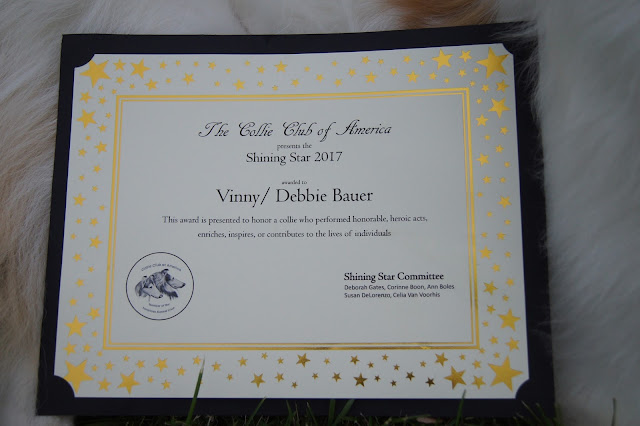 The Collie Club of America
presents the
Shining Star 2017
awarded to
Vinny/ Debbie Bauer
This award is presented to honor a collie who performed honorable, heroic acts,
enriches, inspires, or contributes to the lives of individuals
Shining Star Committee
Deborah Gates, Corinne Boon, Ann Boles
Susan DeLorenzo, Celia Van Voorhis